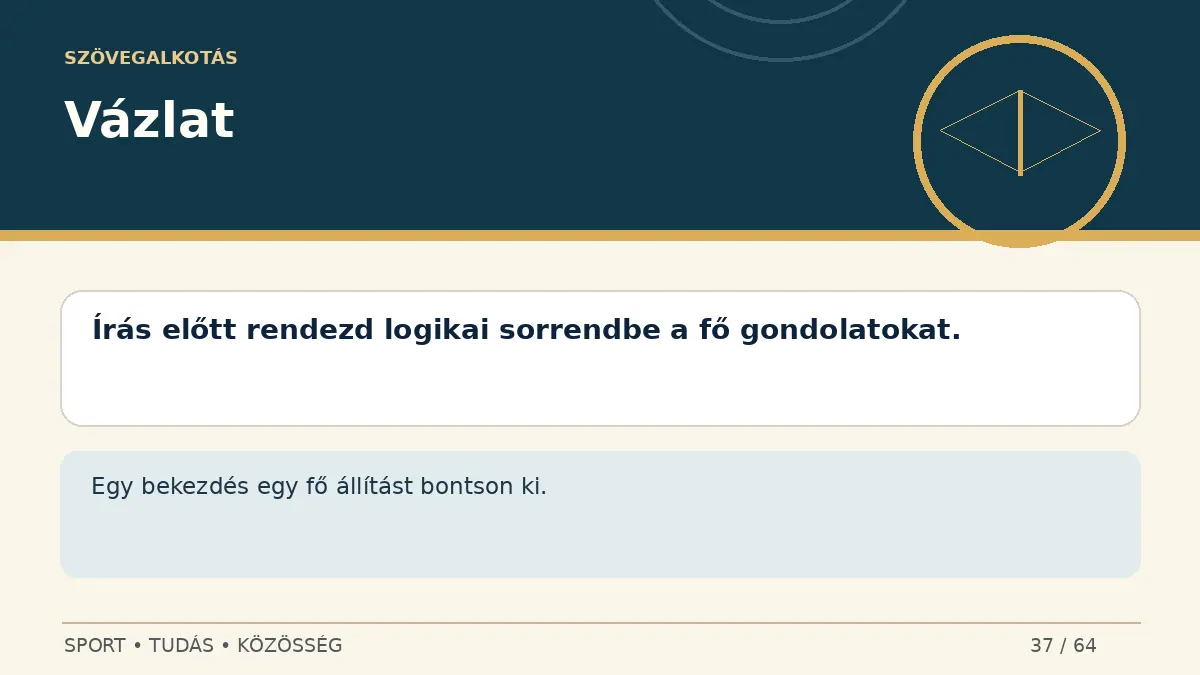 SZÖVEGALKOTÁS
Vázlat
Írás előtt rendezd logikai sorrendbe a fő gondolatokat.
Egy bekezdés egy fő állítást bontson ki.
SPORT • TUDÁS • KÖZÖSSÉG
37 / 64